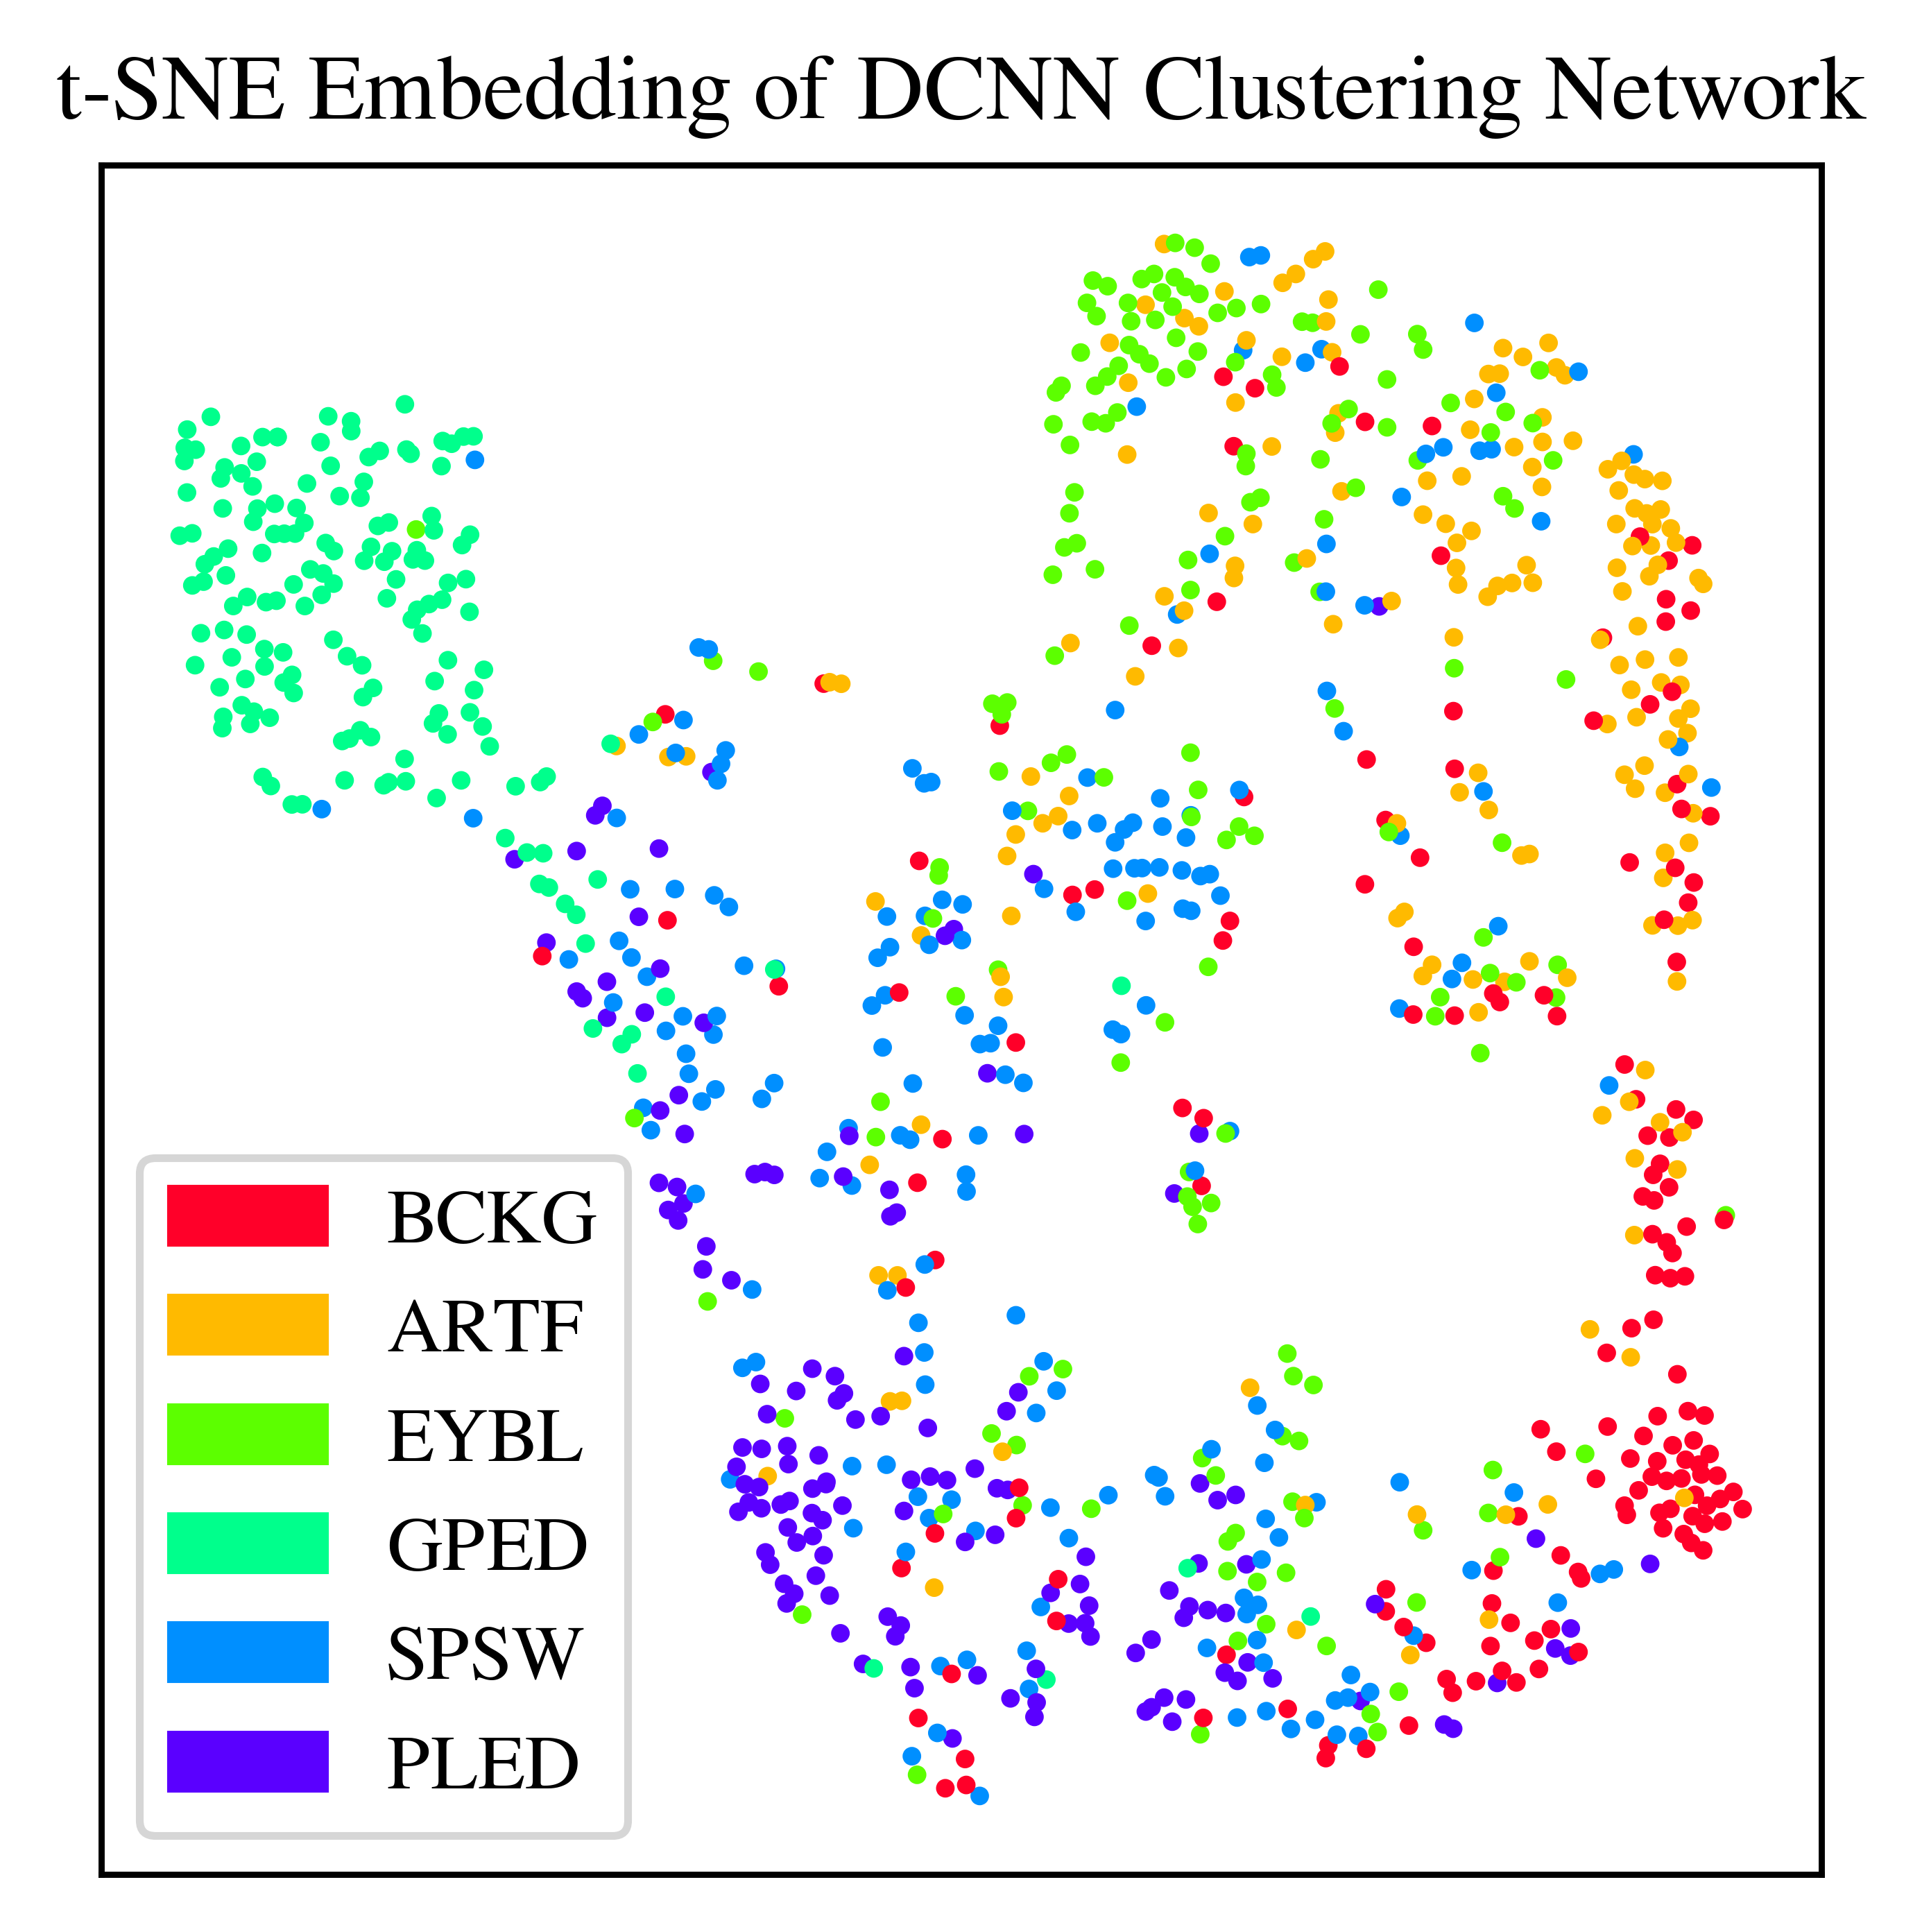 t-SNE Embedding of DCNN Clustering Network
BCKG
ARTF
EYBL
GPED
SPSW
PLED